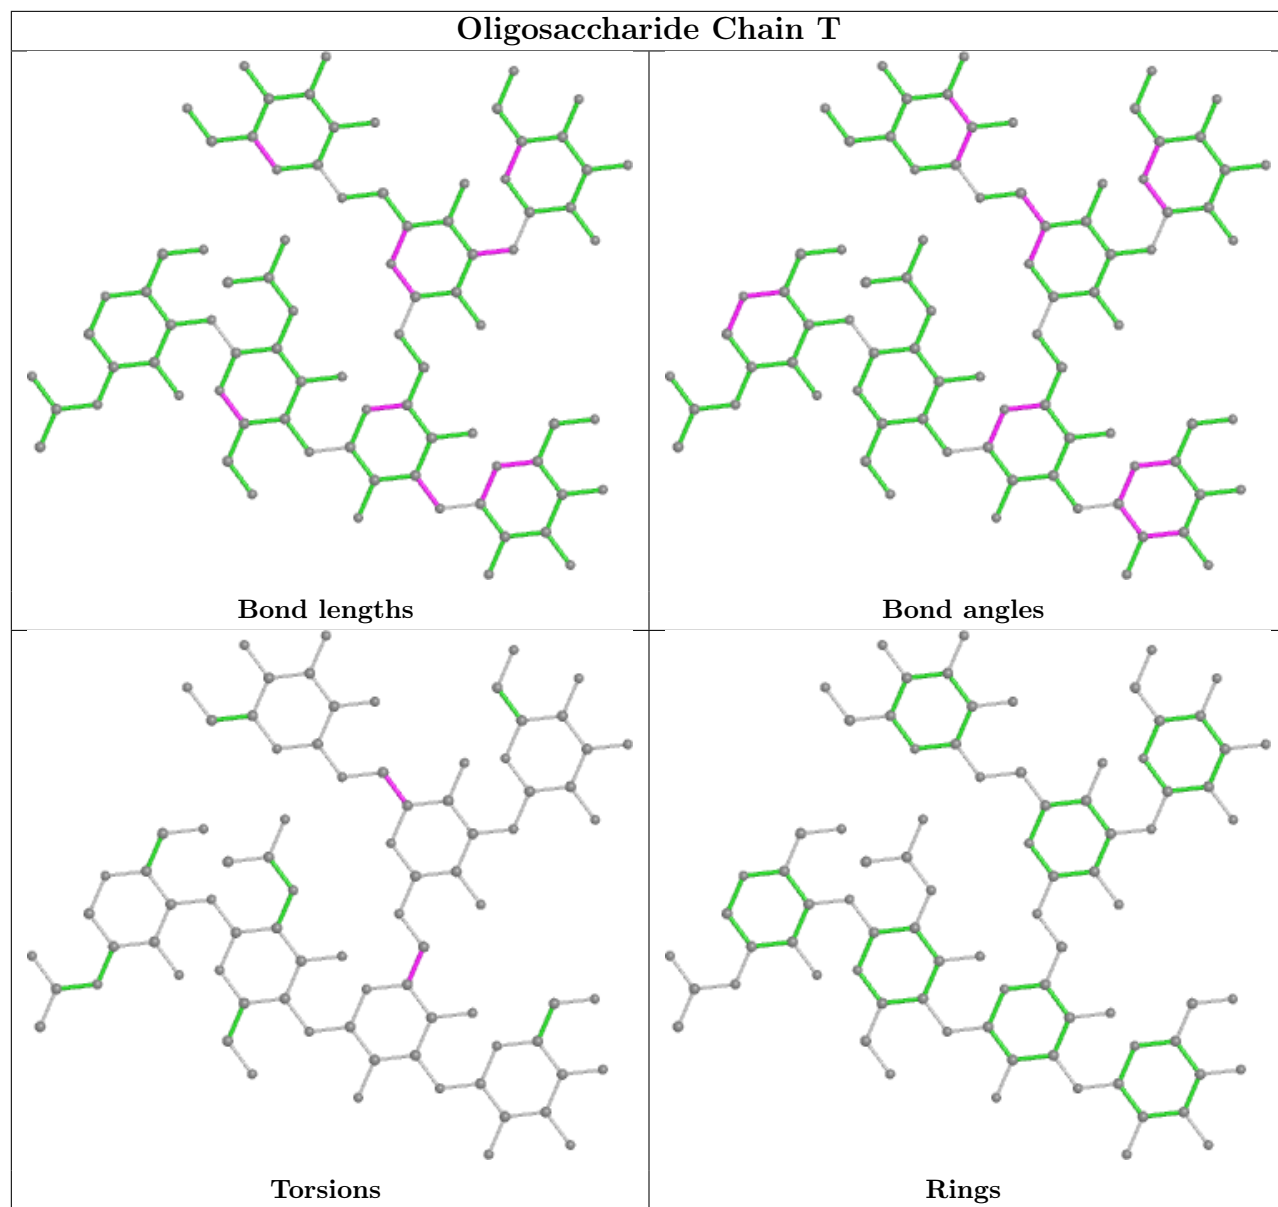 Oligosaccharide Chain T
Bond lengths
Bond angles
Torsions
Rings